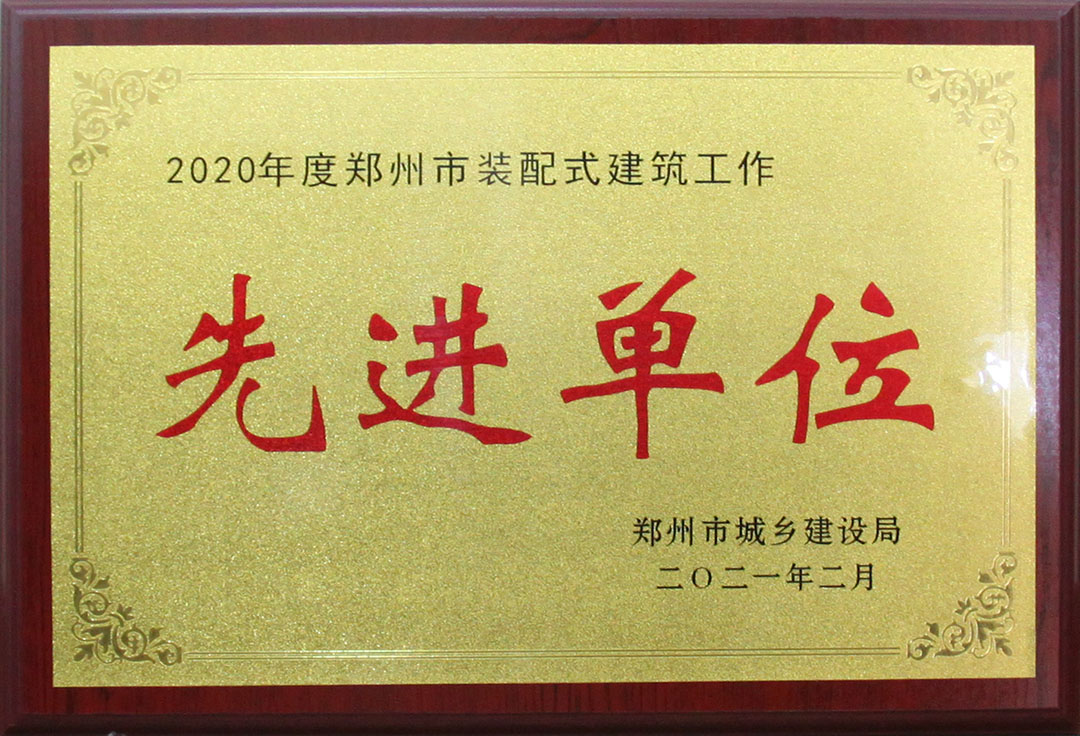 2020年度郑州市装配式建筑工作
先进单位
郑州市城乡建设局
二〇二一年二月